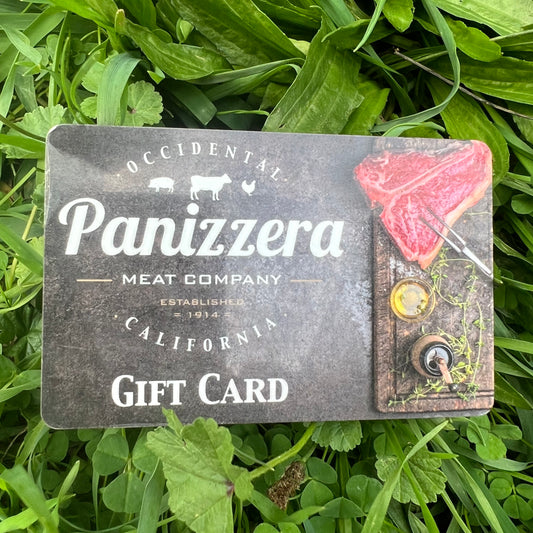 · OCCIDENTAL ·
Panizzera
MEAT COMPANY
ESTABLISHED
= 1914 =
· CALIFORNIA ·
GIFT CARD